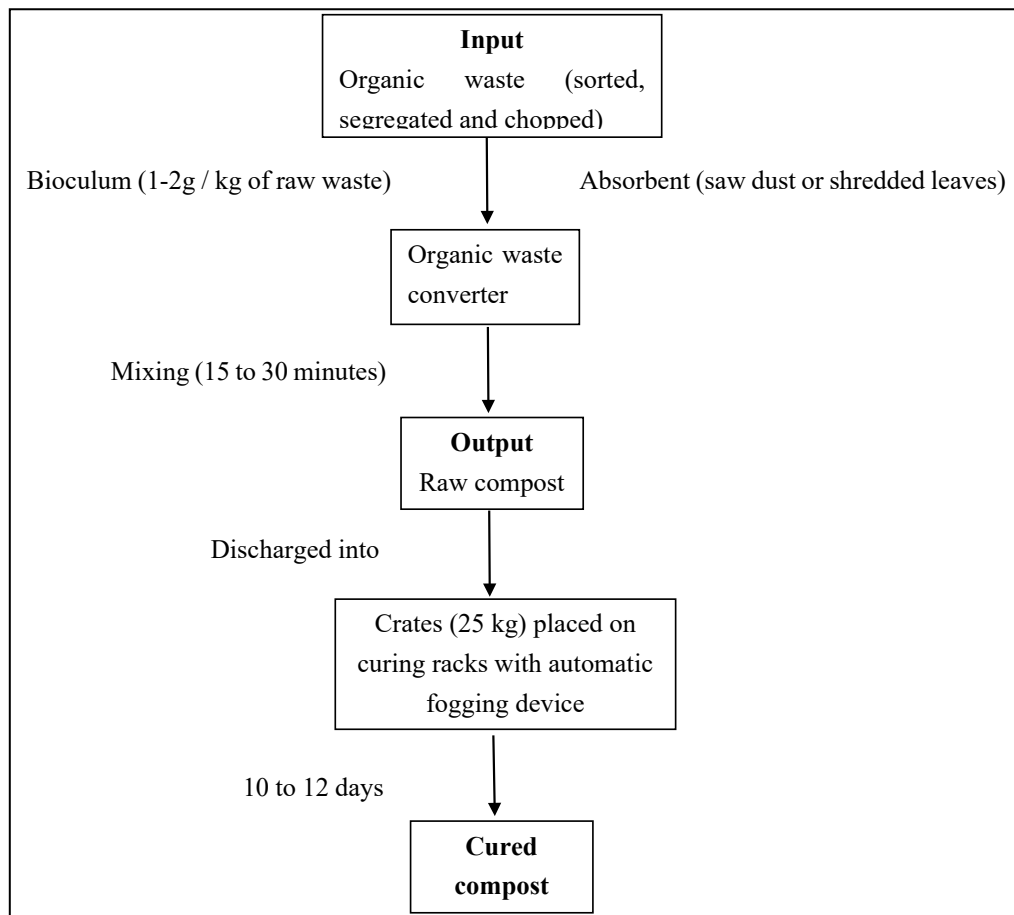 Input
Organic waste (sorted,
segregated and chopped)
Bioculum (1-2g / kg of raw waste)
Absorbent (saw dust or shredded leaves)
Organic waste
converter
Mixing (15 to 30 minutes)
Output
Raw compost
Discharged into
Crates (25 kg) placed on
curing racks with automatic
fogging device
10 to 12 days
Cured
compost